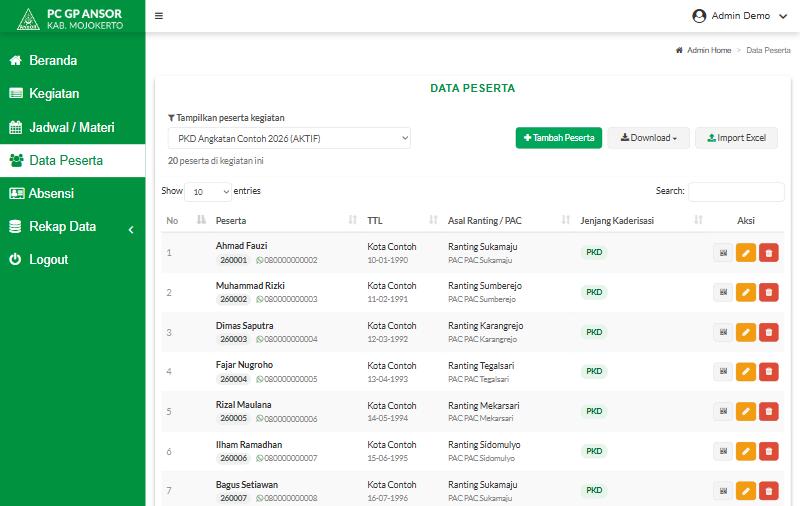 PC GP ANSOR
KAB. MOJOKERTO
ANSOR
Admin Demo
Beranda
Kegiatan
Jadwal / Materi
Data Peserta
Absensi
Rekap Data
Logout
Admin Home > Data Peserta
DATA PESERTA
Tampilkan peserta kegiatan
PKD Angkatan Contoh 2026 (AKTIF)
Tambah Peserta
Download
Import Excel
20 peserta di kegiatan ini
Show 10 entries
Search:
No Peserta TTL Asal Ranting / PAC Jenjang Kaderisasi Aksi
1 Ahmad Fauzi Kota Contoh Ranting Sukamaju PKD
260001 080000000002 10-01-1990 PAC PAC Sukamaju
2 Muhammad Rizki Kota Contoh Ranting Sumberejo PKD
260002 080000000003 11-02-1991 PAC PAC Sumberejo
3 Dimas Saputra Kota Contoh Ranting Karangrejo PKD
260003 080000000004 12-03-1992 PAC PAC Karangrejo
4 Fajar Nugroho Kota Contoh Ranting Tegalsari PKD
260004 080000000005 13-04-1993 PAC PAC Tegalsari
5 Rizal Maulana Kota Contoh Ranting Mekarsari PKD
260005 080000000006 14-05-1994 PAC PAC Mekarsari
6 Ilham Ramadhan Kota Contoh Ranting Sidomulyo PKD
260006 080000000007 15-06-1995 PAC PAC Sidomulyo
7 Bagus Setiawan Kota Contoh Ranting Sukamaju PKD
260007 080000000008 16-07-1996 PAC PAC Sukamaju